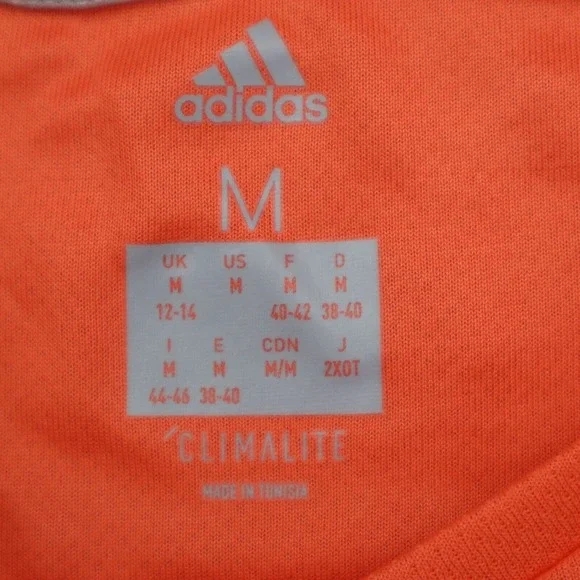 adidas
M
UK US F D
M M M M
12-14 40-42 38-40
I E CDN J
M M M/M 2XOT
44-46 38-40
CLIMALITE
MADE IN TUNISIA